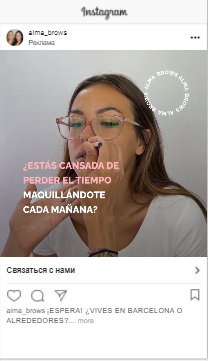 Instagram
alma_brows
Реклама
ALMA BROWS ALMA BROWS ALMA BROWS
¿ESTÁS CANSADA DE
PERDER EL TIEMPO
MAQUILLÁNDOTE
CADA MAÑANA?
Связаться с нами
alma_brows ¡ESPERA! ¿VIVES EN BARCELONA O
ALREDEDORES?... more